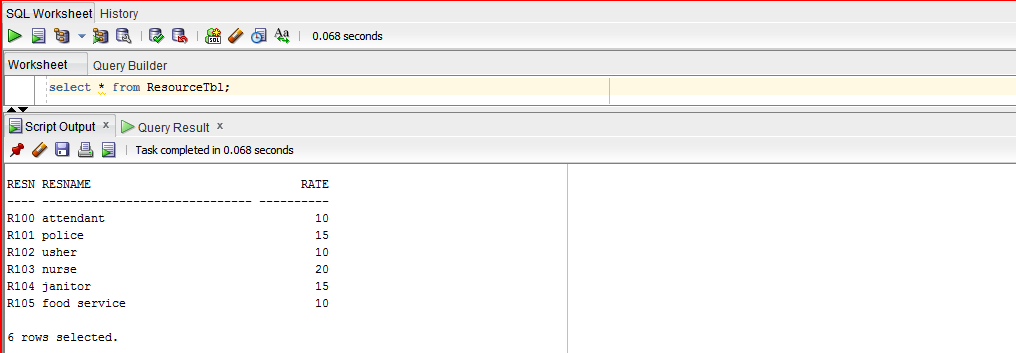 SQL Worksheet History
0.068 seconds
Worksheet Query Builder
select * from ResourceTbl;
Script Output x Query Result x
Task completed in 0.068 seconds
RESN RESNAME                        RATE
---- ------------------------------ ----------
R100 attendant 10
R101 police 15
R102 usher 10
R103 nurse 20
R104 janitor 15
R105 food service 10
6 rows selected.